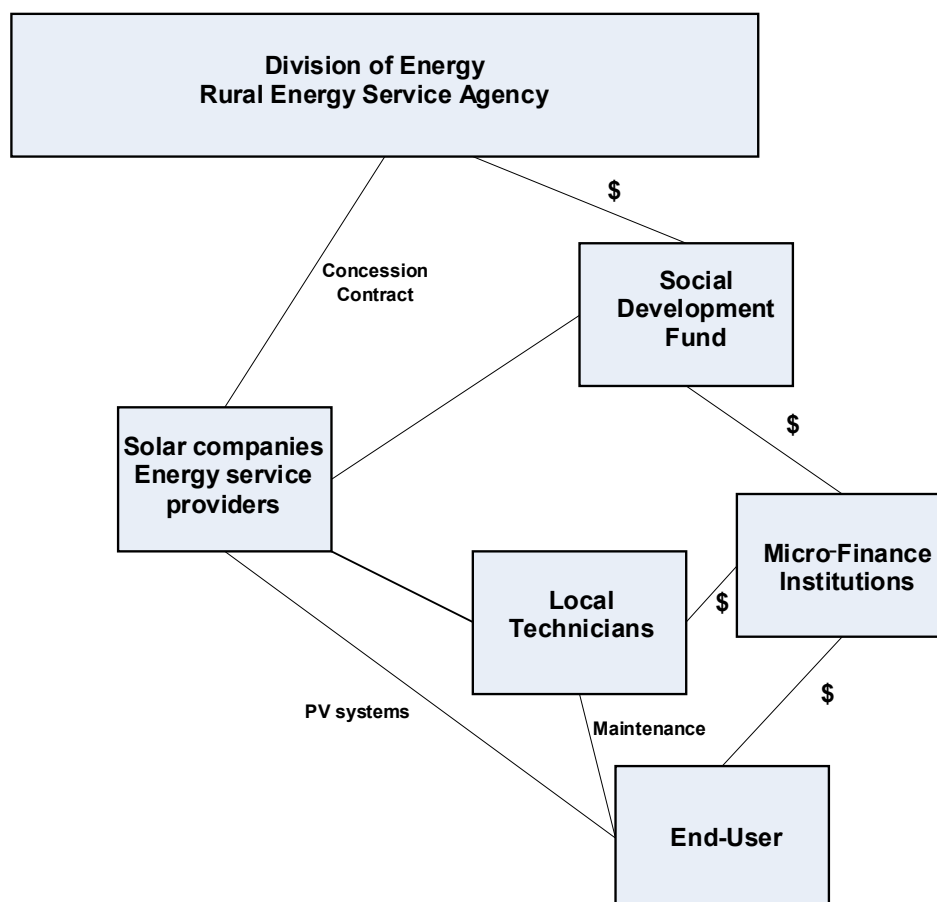 Division of Energy
Rural Energy Service Agency
$
Concession
Contract
Social
Development
Fund
$
Solar companies
Energy service
providers
Micro-Finance
Institutions
Local
Technicians
$
$
PV systems
Maintenance
End-User